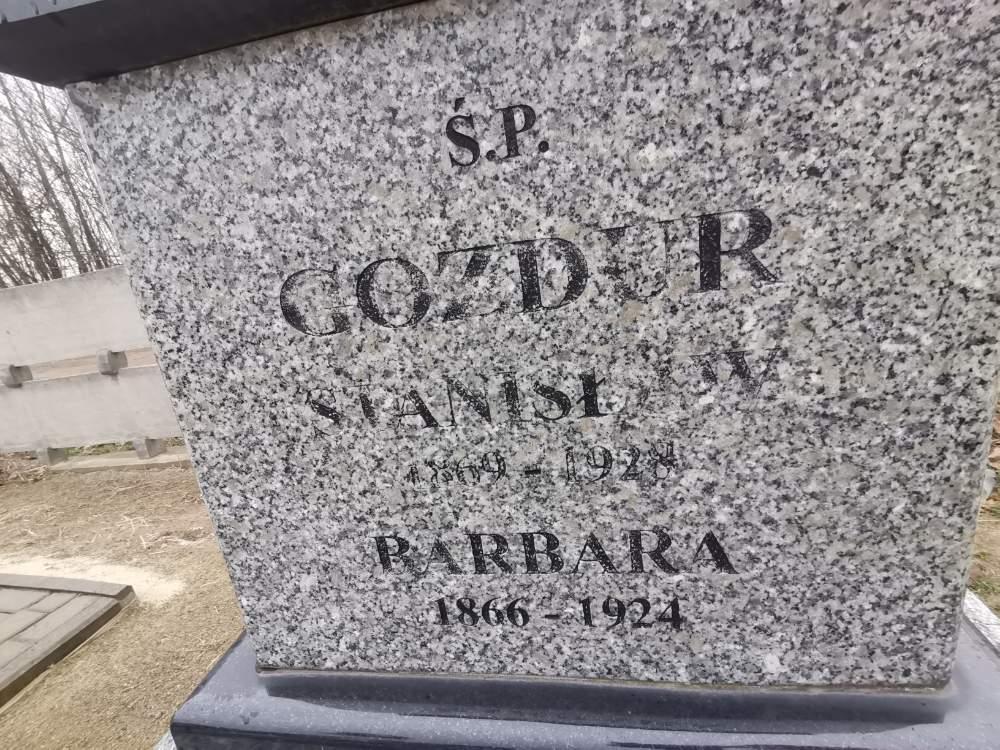 Ś.P.
GOZDUR
STANISŁAW
1869 - 1928
BARBARA
1866 - 1924